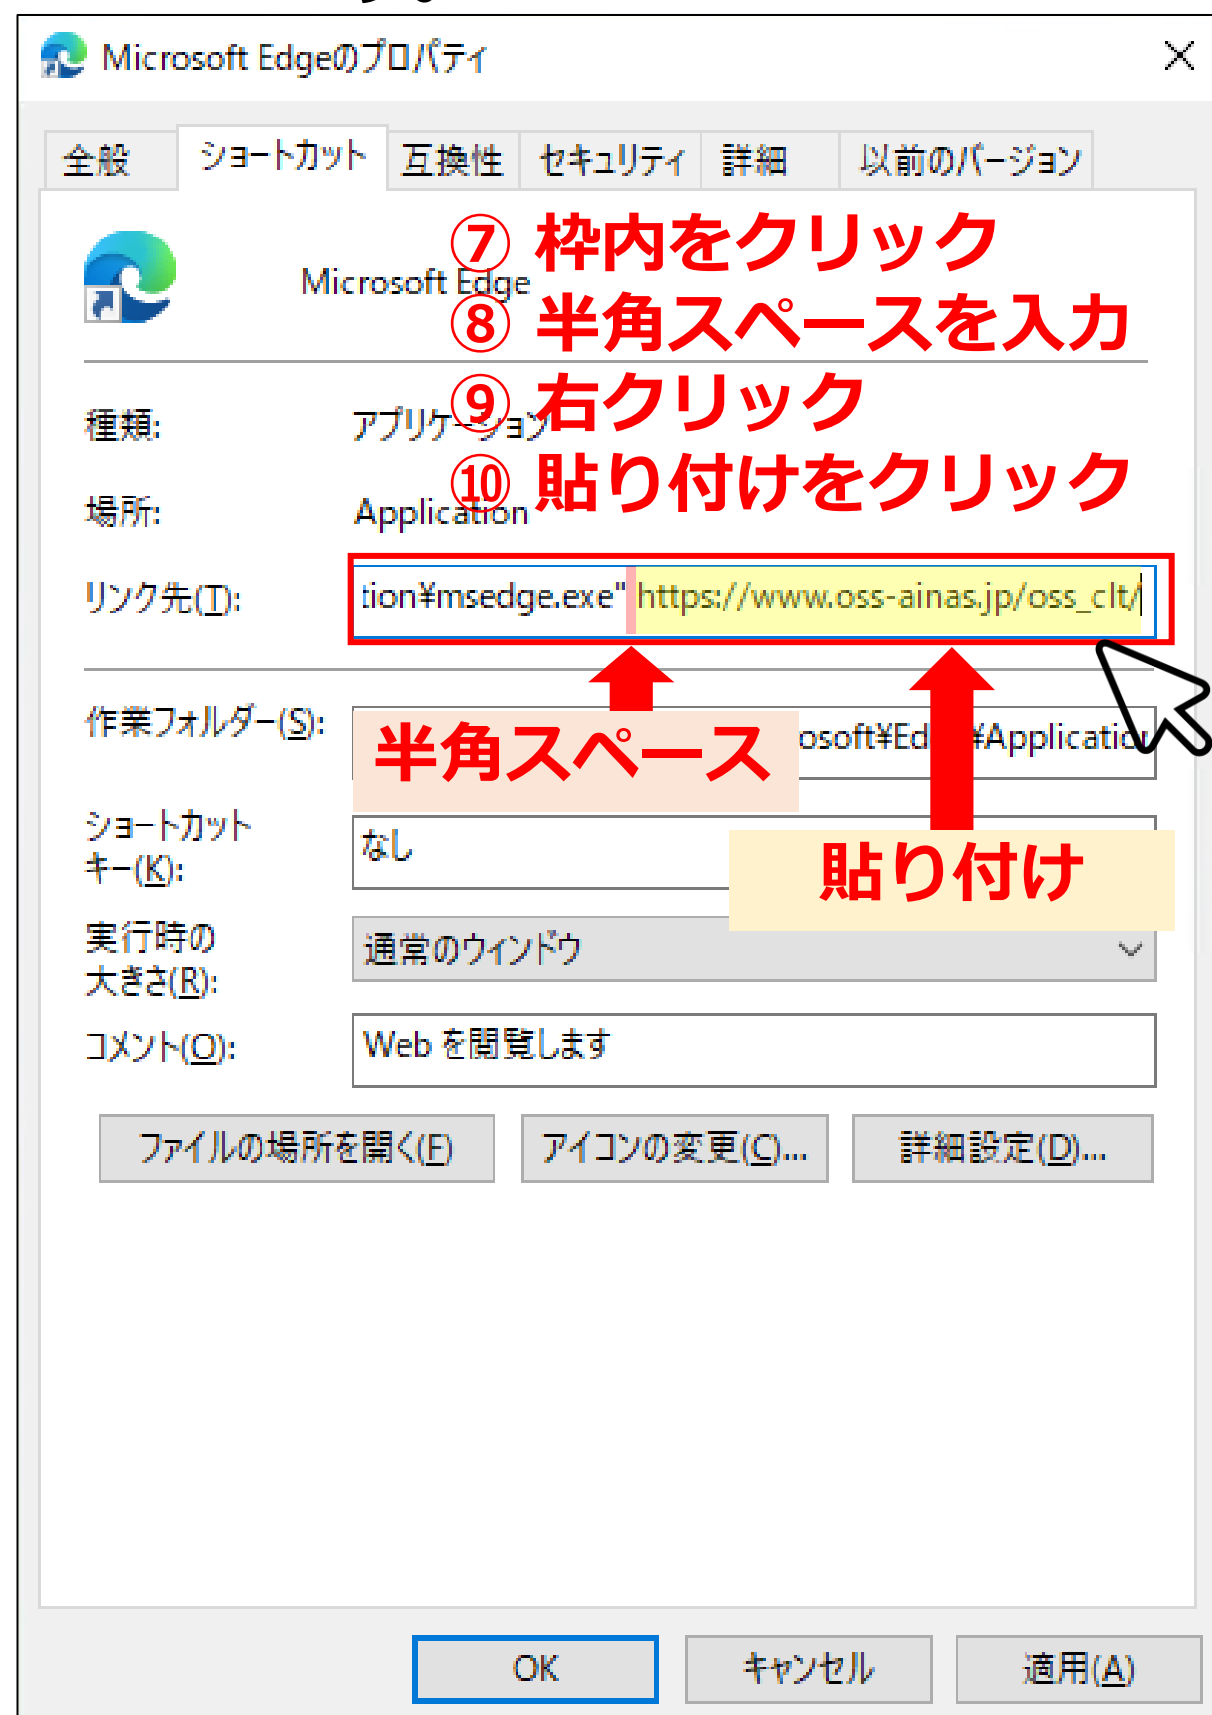 Microsoft Edgeのプロパティ
全般 ショートカット 互換性 セキュリティ 詳細 以前のバージョン
⑦ 枠内をクリック
Microsoft Edge
⑧ 半角スペースを入力
⑨ 右クリック
種類: アプリケーション
⑩ 貼り付けをクリック
場所: Application
リンク先(T): tion¥msedge.exe" https://www.oss-ainas.jp/oss_clt/
作業フォルダー(S): osoft¥Edge¥Application
半角スペース
ショートカット
キー(K): なし
貼り付け
実行時の
大きさ(R): 通常のウィンドウ
コメント(O): Web を閲覧します
ファイルの場所を開く(F) アイコンの変更(C)... 詳細設定(D)...
OK キャンセル 適用(A)